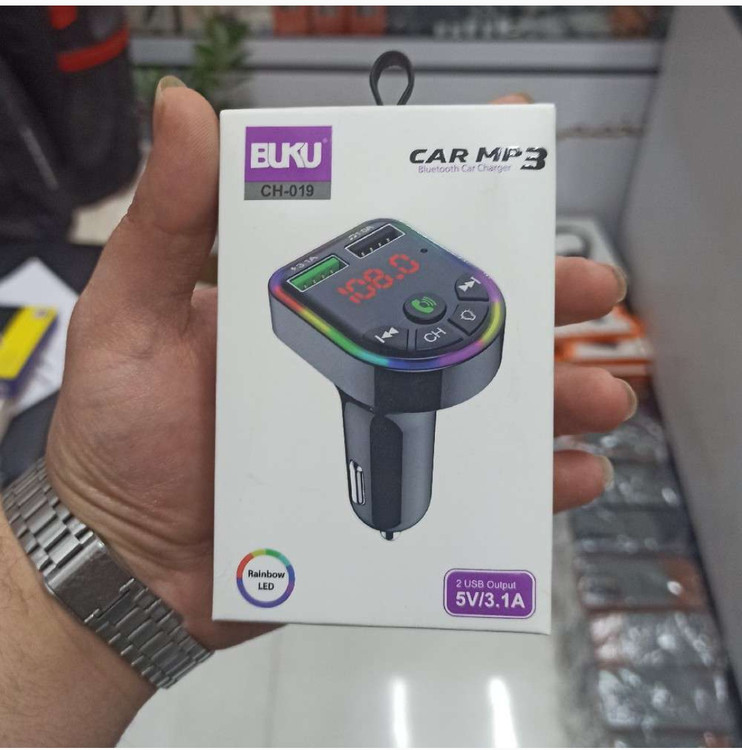 BUKU
CH-019
CAR MP3
Bluetooth Car Charger
108.0
CH
Rainbow
LED
2 USB Output
5V/3.1A